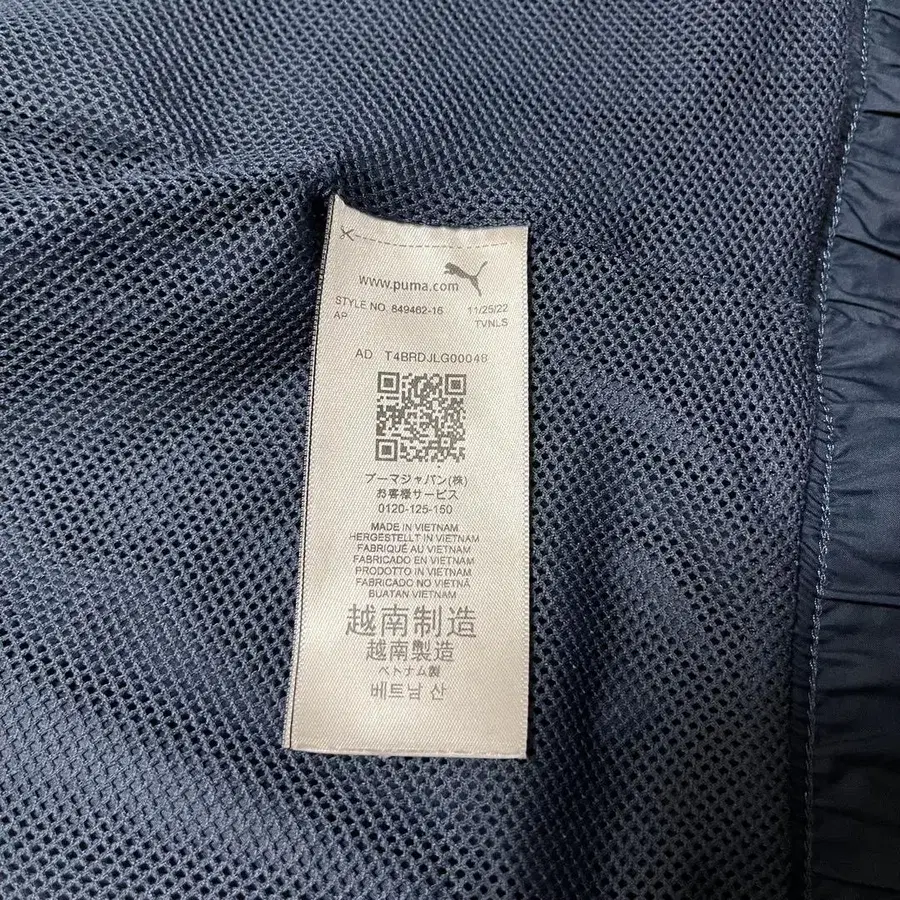 www.puma.com
STYLE NO. 849462-16 11/25/22
AP TVNLS
AD T4BRDJLG00048
プーマジャパン(株)
お客様サービス
0120-125-150
MADE IN VIETNAM
HERGESTELLT IN VIETNAM
FABRIQUÉ AU VIETNAM
FABRICADO EN VIETNAM
PRODOTTO IN VIETNAM
FABRICADO NO VIETNÃ
BUATAN VIETNAM
越南制造
越南製造
ベトナム製
베트남 산